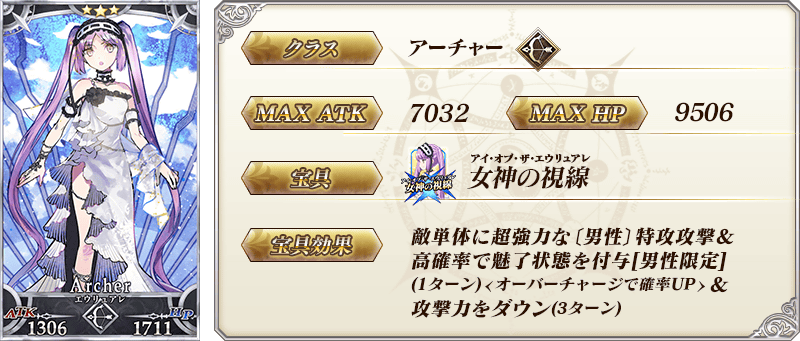 Archer
エウリュアレ
ATK
HP
1306
1711
クラス
アーチャー
MAX ATK
7032
MAX HP
9506
宝具
女神の視線
アイ・オブ・ザ・エウリュアレ
女神の視線
宝具効果
敵単体に超強力な〔男性〕特攻攻撃&
高確率で魅了状態を付与[男性限定]
(1ターン)<オーバーチャージで確率UP>&
攻撃力をダウン(3ターン)